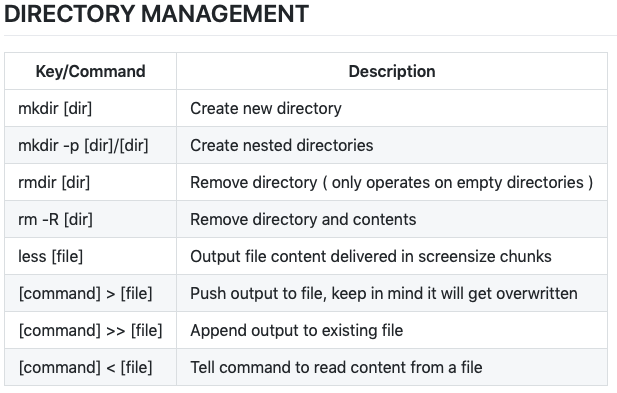 DIRECTORY MANAGEMENT
Key/Command Description
mkdir [dir] Create new directory
mkdir -p [dir]/[dir] Create nested directories
rmdir [dir] Remove directory ( only operates on empty directories )
rm -R [dir] Remove directory and contents
less [file] Output file content delivered in screensize chunks
[command] > [file] Push output to file, keep in mind it will get overwritten
[command] >> [file] Append output to existing file
[command] < [file] Tell command to read content from a file